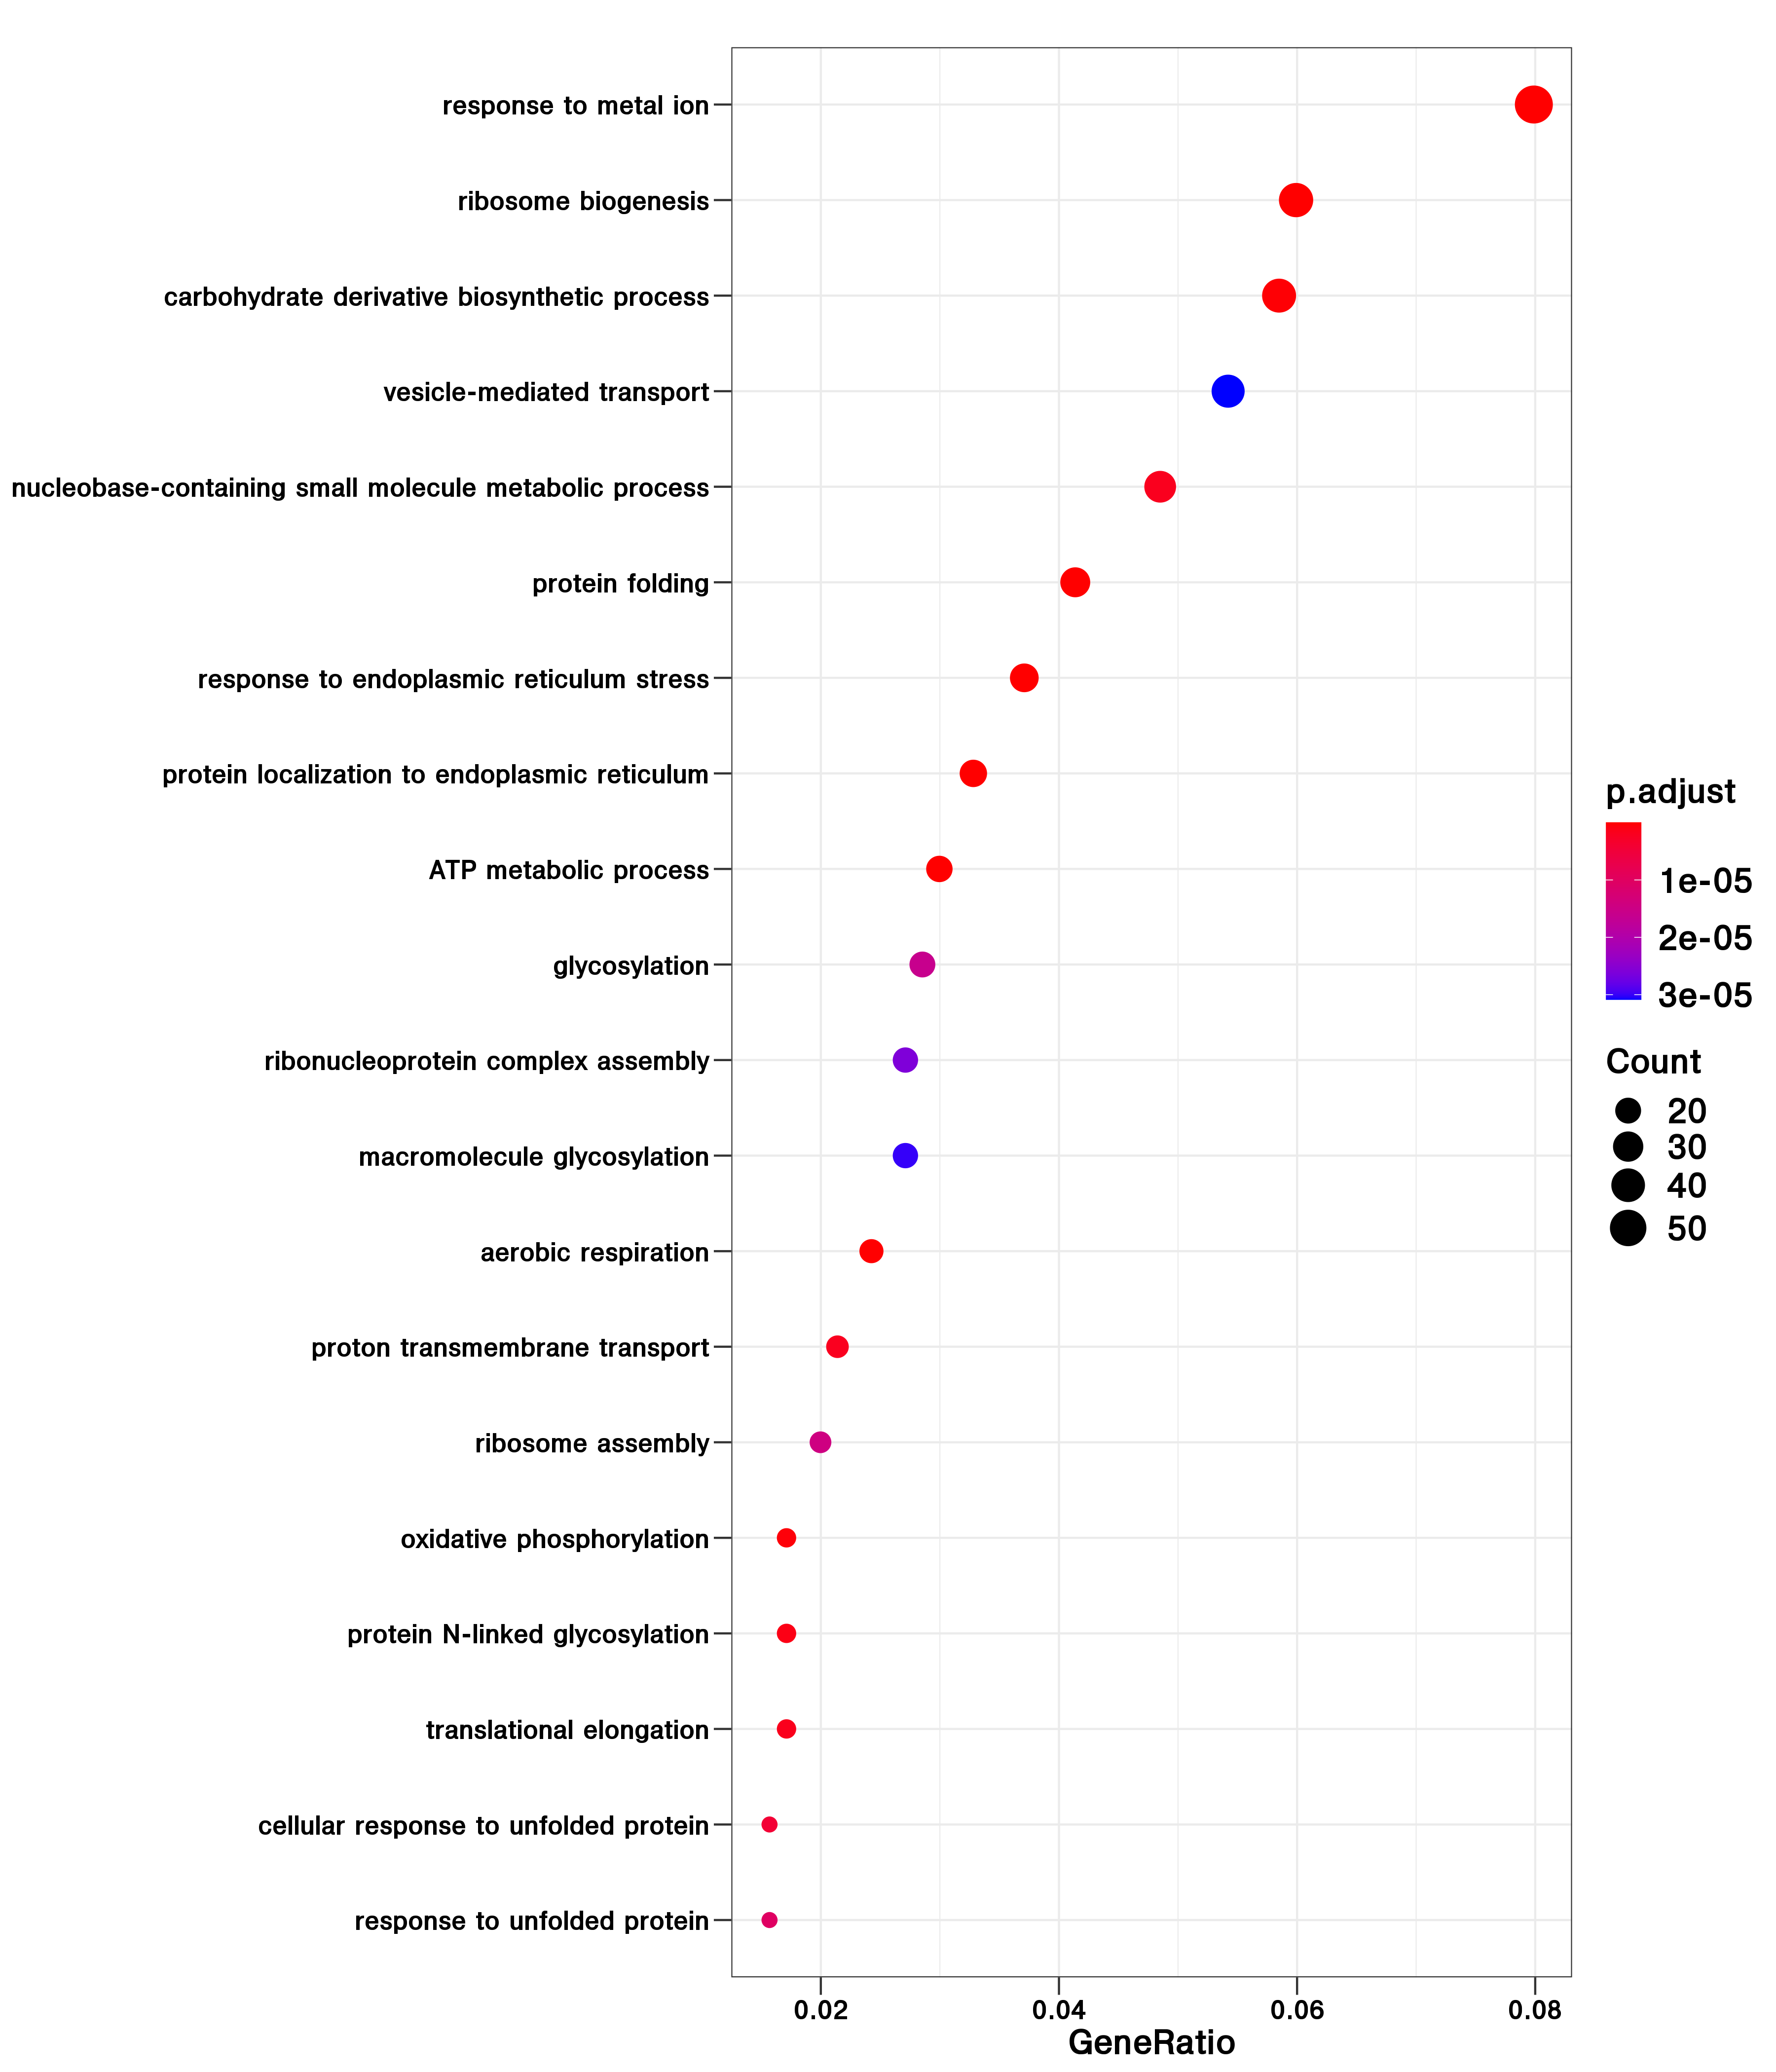 response to metal ion
ribosome biogenesis
carbohydrate derivative biosynthetic process
vesicle-mediated transport
nucleobase-containing small molecule metabolic process
protein folding
response to endoplasmic reticulum stress
protein localization to endoplasmic reticulum
ATP metabolic process
glycosylation
ribonucleoprotein complex assembly
macromolecule glycosylation
aerobic respiration
proton transmembrane transport
ribosome assembly
oxidative phosphorylation
protein N-linked glycosylation
translational elongation
cellular response to unfolded protein
response to unfolded protein
0.02 0.04 0.06 0.08
GeneRatio
p.adjust
1e-05
2e-05
3e-05
Count
20
30
40
50